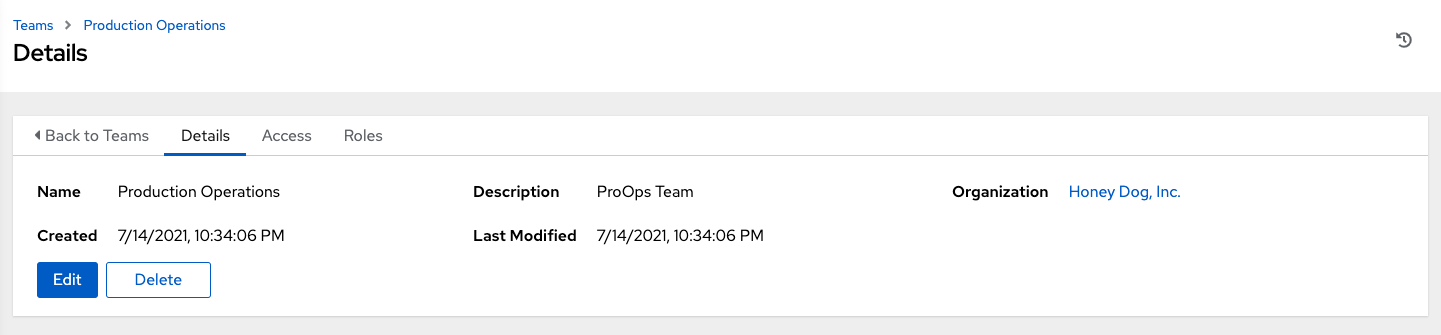 Teams Production Operations
Details
Back to Teams Details Access Roles
Name Production Operations Description ProOps Team Organization Honey Dog, Inc.
Created 7/14/2021, 10:34:06 PM Last Modified 7/14/2021, 10:34:06 PM
Edit Delete